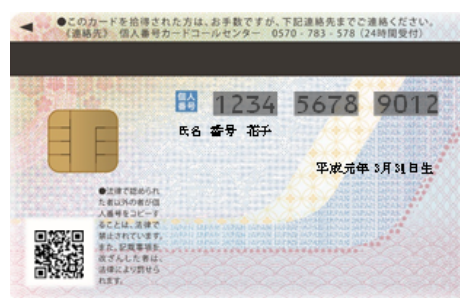 ●このカードを拾得された方は、お手数ですが、下記連絡先までご連絡ください。
《連絡先》 個人番号カードコールセンター 0570-783-578（24時間受付）
個人番号 1234 5678 9012
氏名 番号 花子
平成元年 3月31日生
●法律で認められ
た者以外の者が個
人番号をコピーす
ることは、法律で
禁止されています。
また、記載事項を
改ざんした者は、
法律により罰せら
れます。